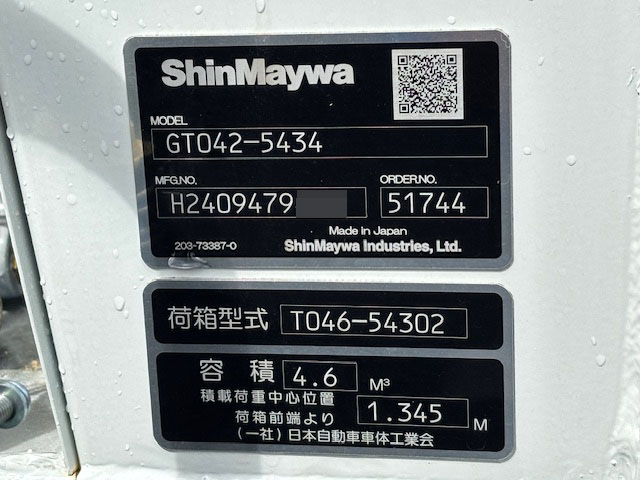 ShinMaywa
MODEL
GT042-5434
MFG.NO. ORDER.NO.
H2409479 51744
Made in Japan
203-73387-0 ShinMaywa Industries, Ltd.
荷箱型式 T046-54302
容積 4.6 M³
積載荷重中心位置
荷箱前端より 1.345 M
(一社)日本自動車車体工業会